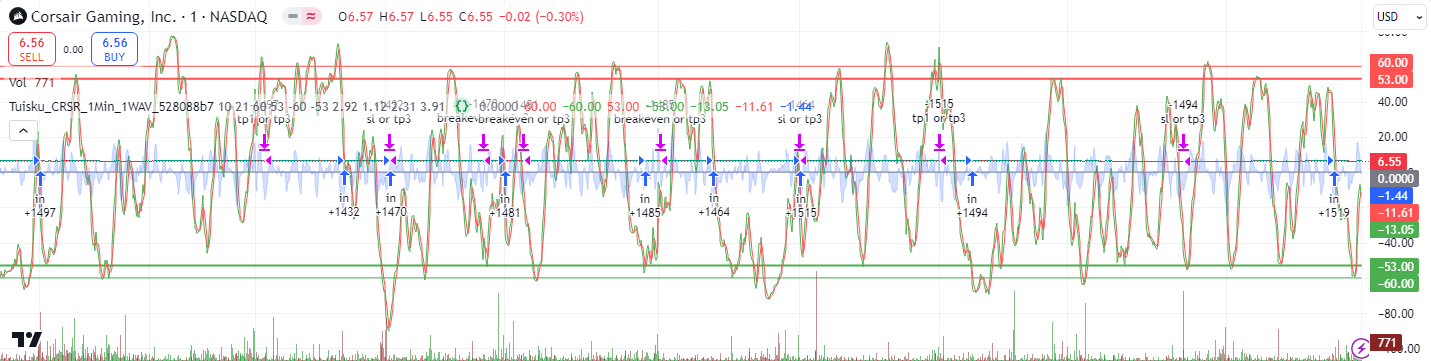 Corsair Gaming, Inc. · 1 · NASDAQ O6.57 H6.57 L6.55 C6.55 −0.02 (−0.30%)
USD
6.56 SELL
0.00
6.56 BUY
Vol 771
Tuisku_CRSR_1Min_1WAV_528088b7 10 21 60 53 -60 -53 2.92 1.12 2.31 3.91
60.00 −60.00 53.00 −53.00 −13.05 −11.61 −1.44
tp1 or tp3
sl or tp3
breakeven or tp3
breakeven or tp3
sl or tp3
-1515
tp1 or tp3
-1494
sl or tp3
in
+1497
in
+1432
in
+1470
in
+1481
in
+1485
in
+1464
in
+1515
in
+1494
in
+1519
60.00
53.00
40.00
20.00
6.55
0.0000
−1.44
−11.61
−13.05
−40.00
−53.00
−60.00
−80.00
771